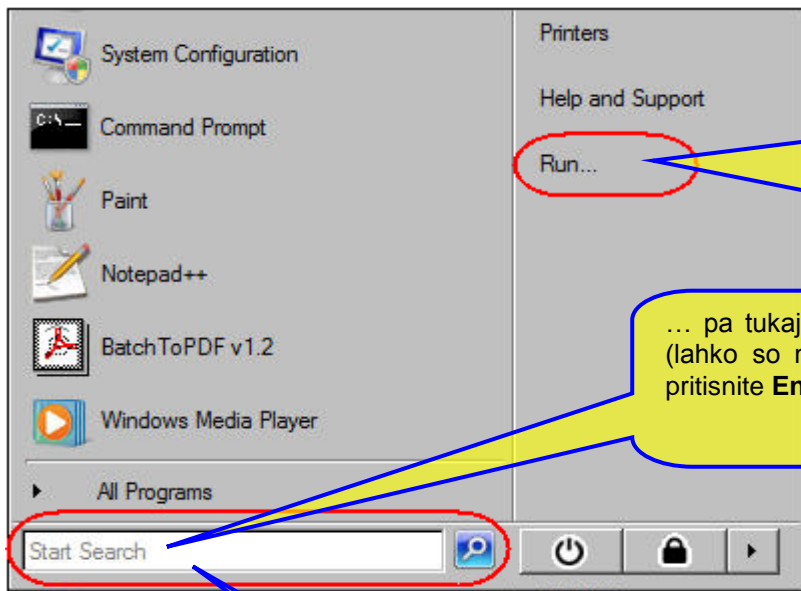 System Configuration
C:\
Command Prompt
Paint
Notepad++
BatchToPDF v1.2
Windows Media Player
All Programs
Start Search
Printers
Help and Support
Run...
… pa tukaj
(lahko so
pritisnite